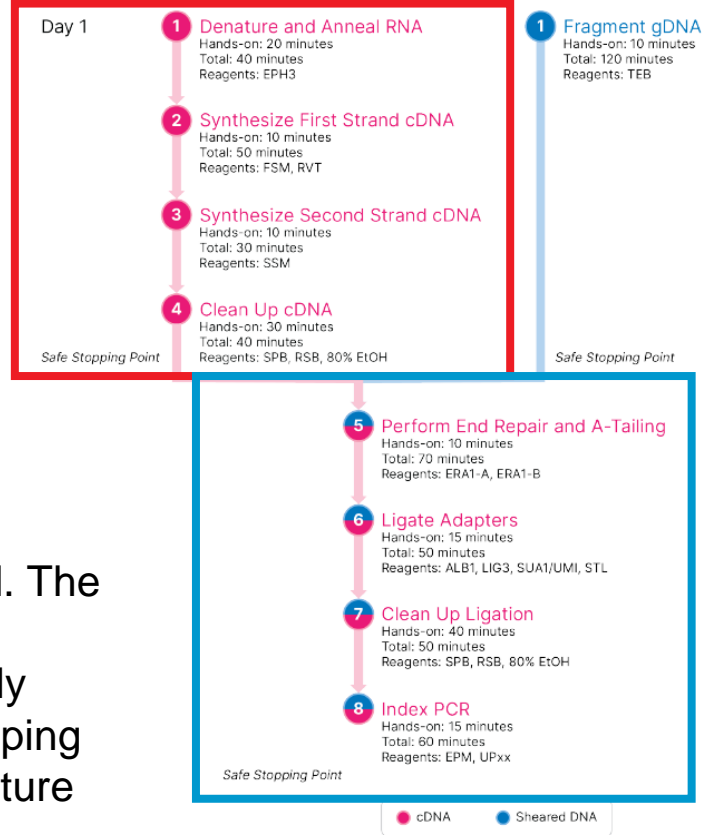 Day 1
1 Denature and Anneal RNA
Hands-on: 20 minutes
Total: 40 minutes
Reagents: EPH3
2 Synthesize First Strand cDNA
Hands-on: 10 minutes
Total: 50 minutes
Reagents: FSM, RVT
3 Synthesize Second Strand cDNA
Hands-on: 10 minutes
Total: 30 minutes
Reagents: SSM
4 Clean Up cDNA
Hands-on: 30 minutes
Total: 40 minutes
Reagents: SPB, RSB, 80% EtOH
Safe Stopping Point
1 Fragment gDNA
Hands-on: 10 minutes
Total: 120 minutes
Reagents: TEB
Safe Stopping Point
5 Perform End Repair and A-Tailing
Hands-on: 10 minutes
Total: 70 minutes
Reagents: ERA1-A, ERA1-B
6 Ligate Adapters
Hands-on: 15 minutes
Total: 50 minutes
Reagents: ALB1, LIG3, SUA1/UMI, STL
7 Clean Up Ligation
Hands-on: 40 minutes
Total: 50 minutes
Reagents: SPB, RSB, 80% EtOH
8 Index PCR
Hands-on: 15 minutes
Total: 60 minutes
Reagents: EPM, UPxx
Safe Stopping Point
cDNA
Sheared DNA
. The
ly
ping
ture